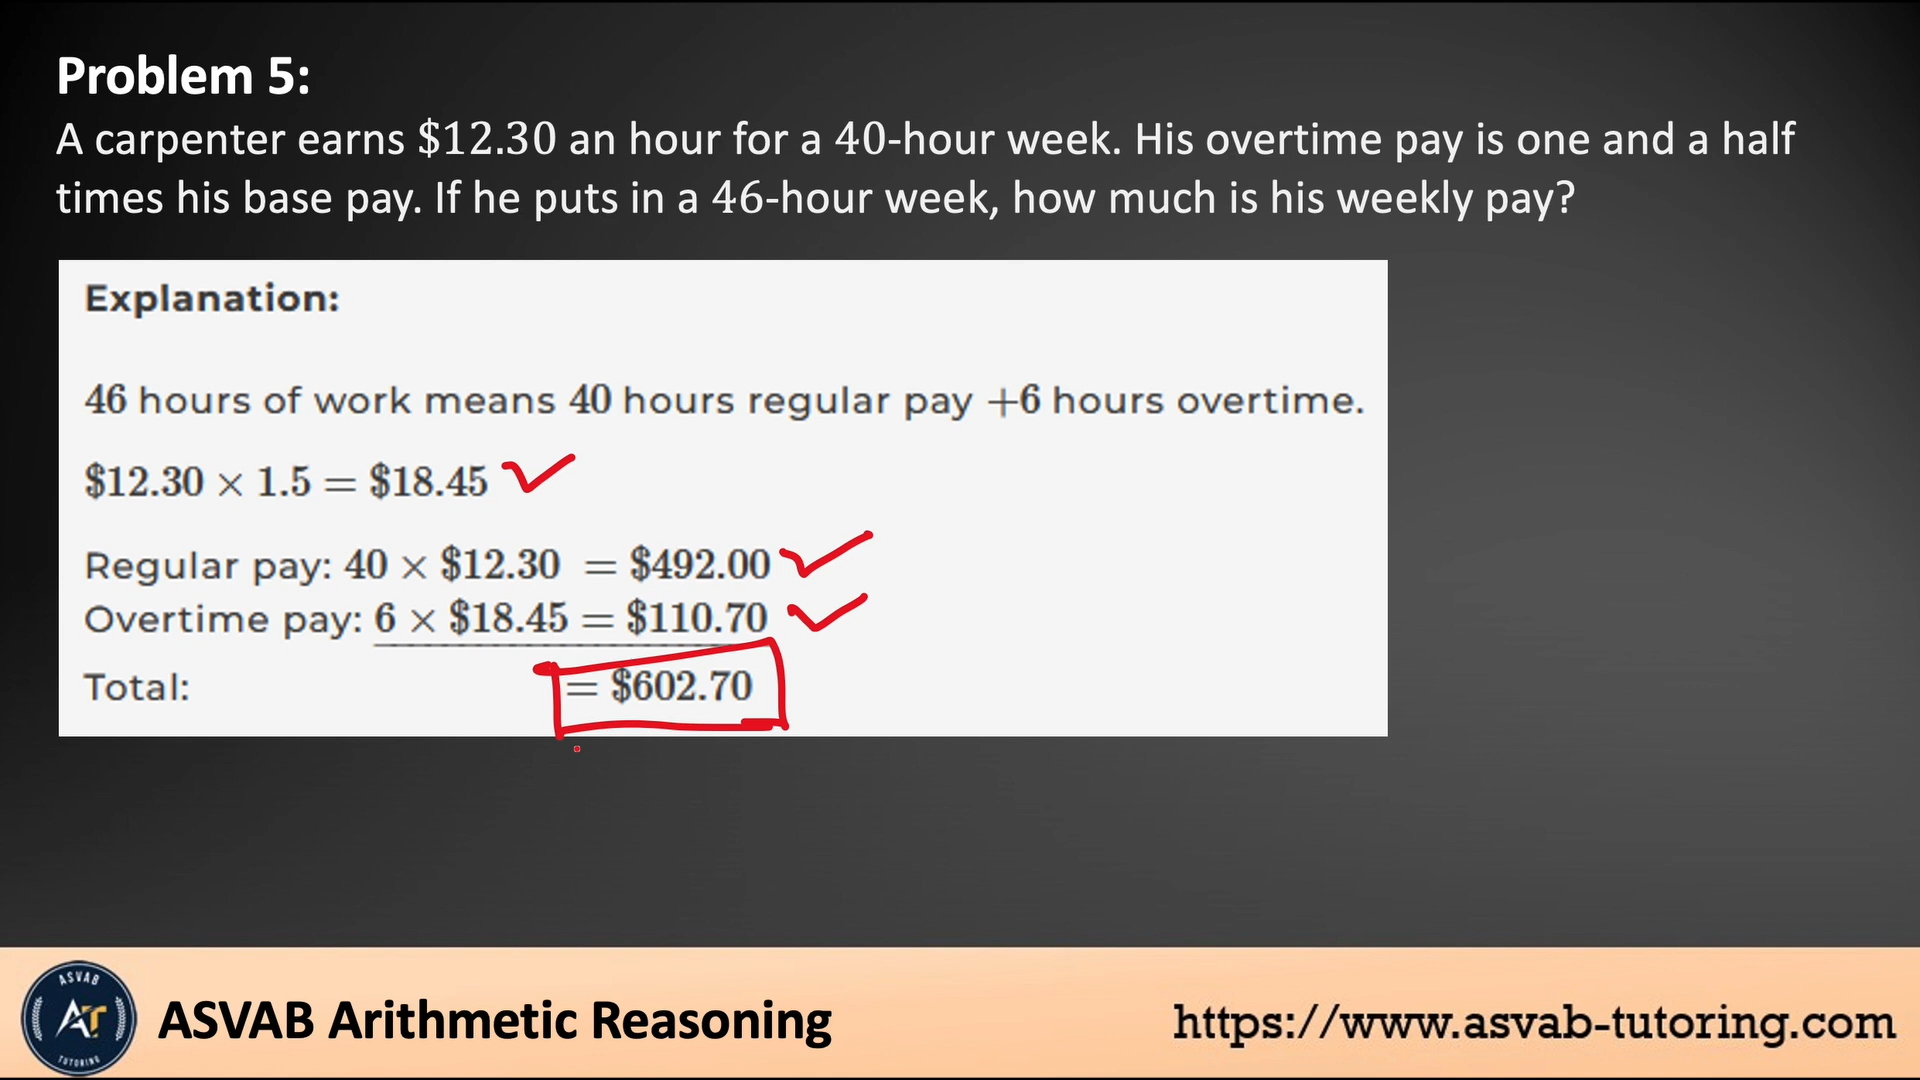 Problem 5:
A carpenter earns $12.30 an hour for a 40-hour week. His overtime pay is one and a half
times his base pay. If he puts in a 46-hour week, how much is his weekly pay?
Explanation:
46 hours of work means 40 hours regular pay +6 hours overtime.
$12.30 × 1.5 = $18.45
Regular pay: 40 × $12.30 = $492.00
Overtime pay: 6 × $18.45 = $110.70
Total: = $602.70
ASVAB
AT
TUTORING
ASVAB Arithmetic Reasoning
https://www.asvab-tutoring.com